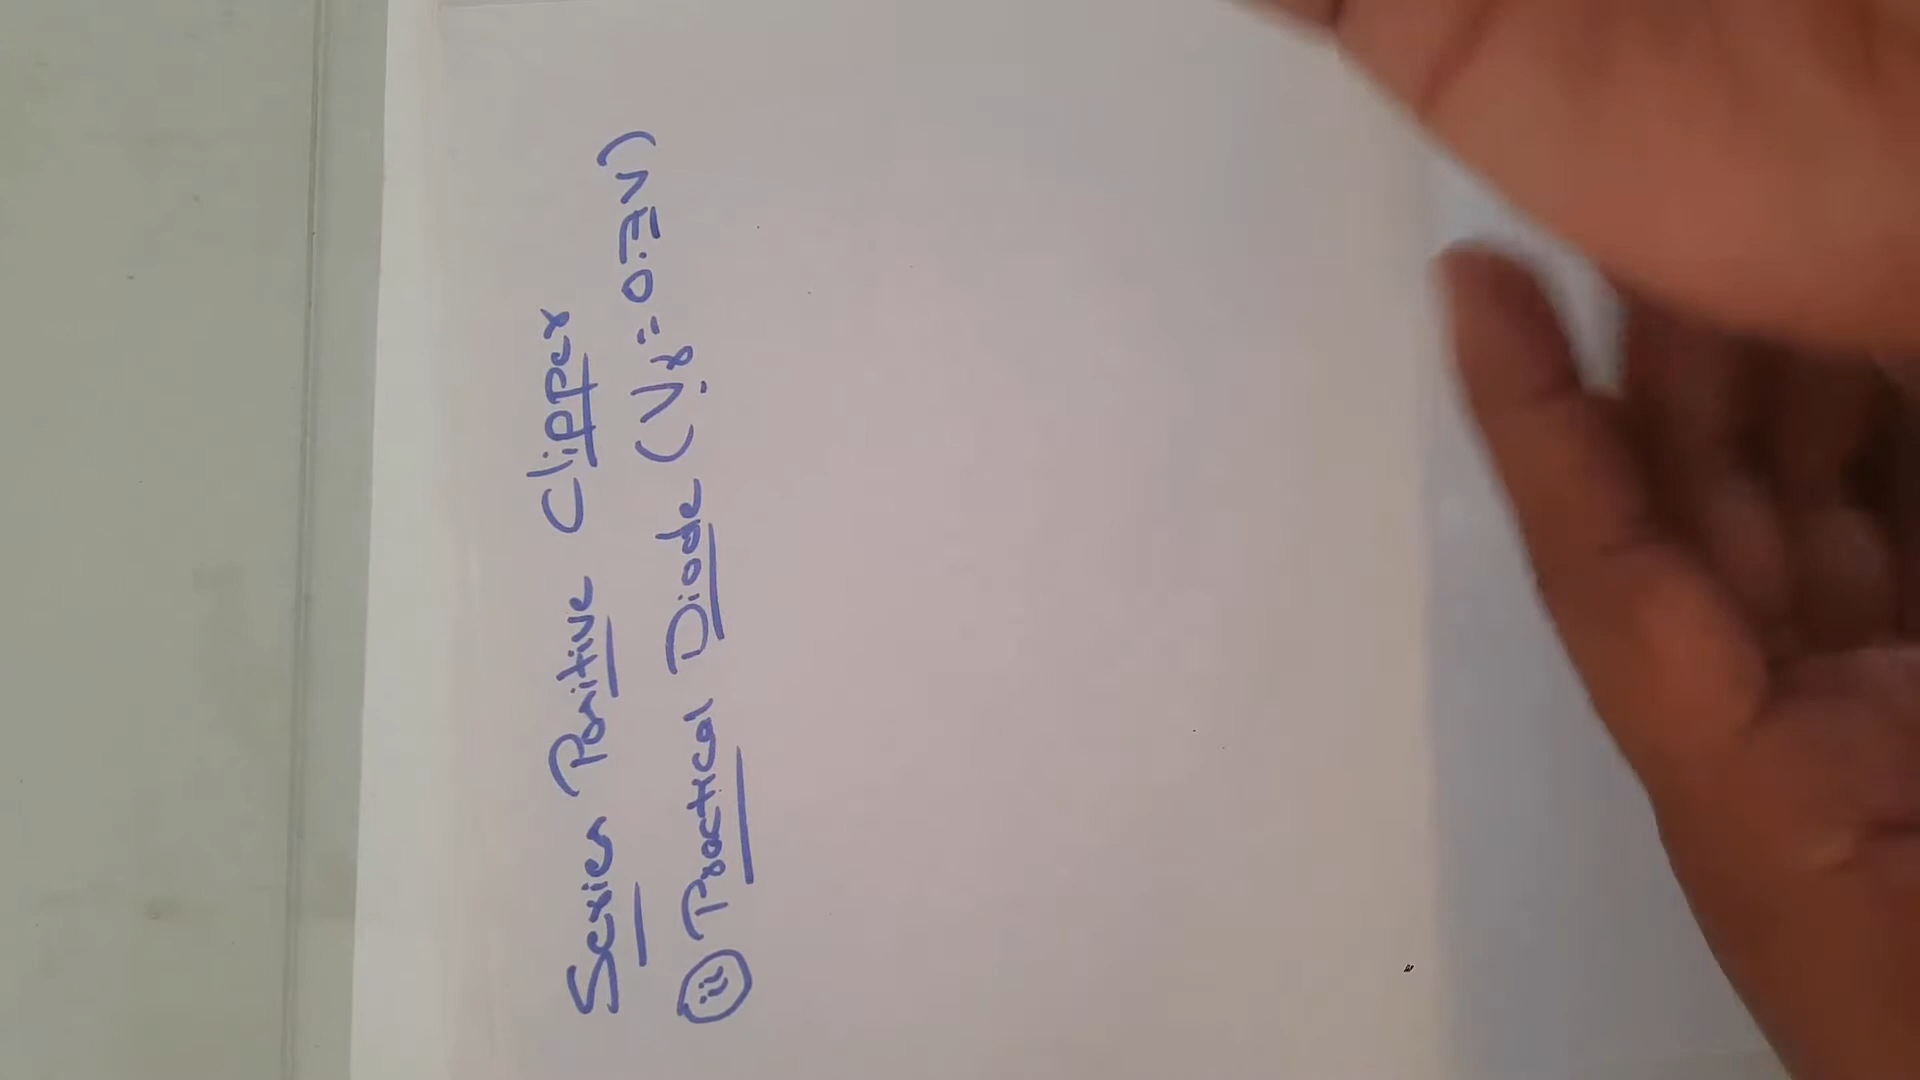 Series Positive Clipper
(ii) Practical Diode (Vγ = 0.7V)